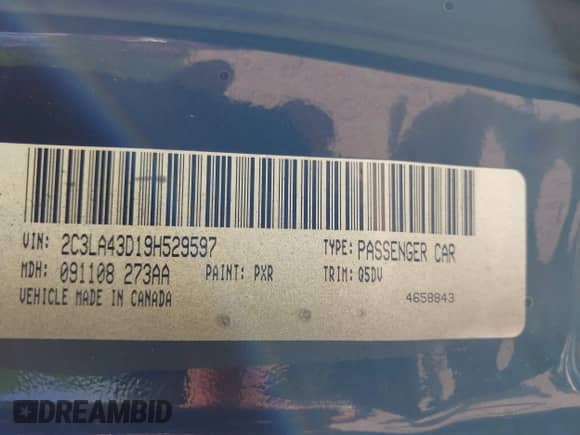 VIN: 2C3LA43D19H529597 TYPE: PASSENGER CAR
MDH: 091108 273AA PAINT: PXR TRIM: Q5DV
VEHICLE MADE IN CANADA 4658843
DREAMBID